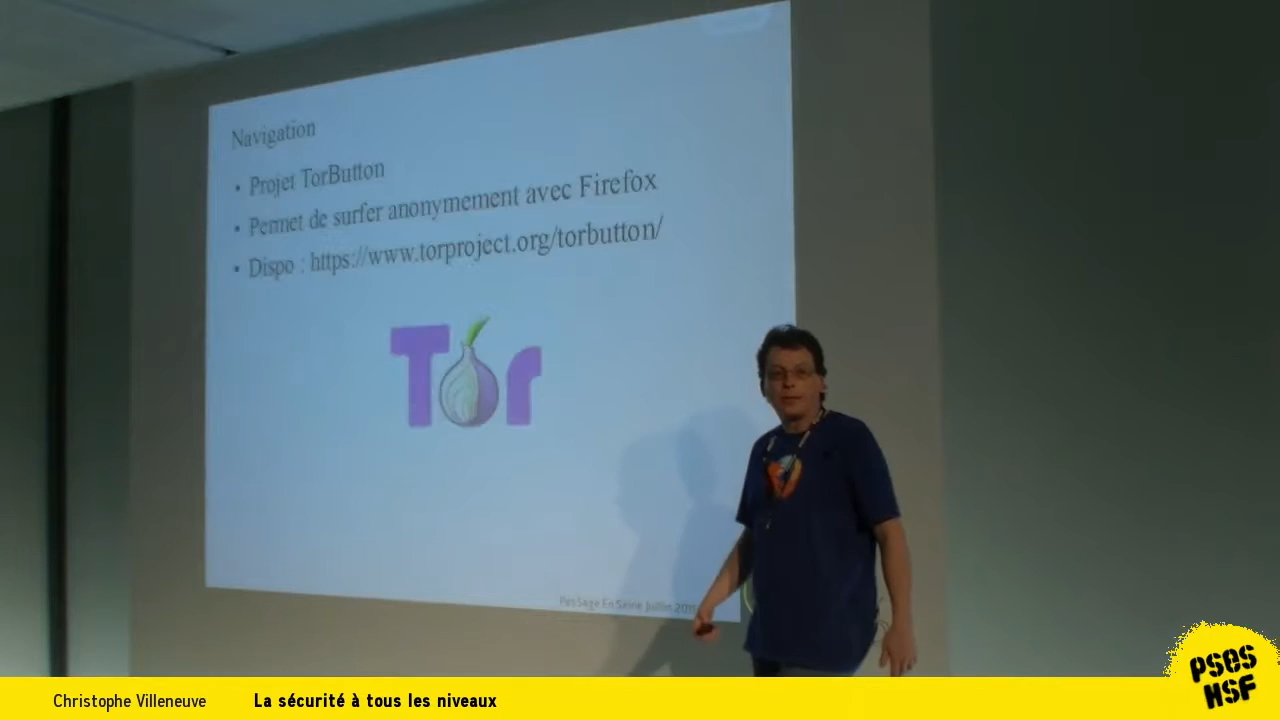 Navigation
• Projet TorButton
• Permet de surfer anonymement avec Firefox
• Dispo : https://www.torproject.org/torbutton/
Tor
PasSage En Seine Juillet
Christophe Villeneuve La sécurité à tous les niveaux
PSES
HSF